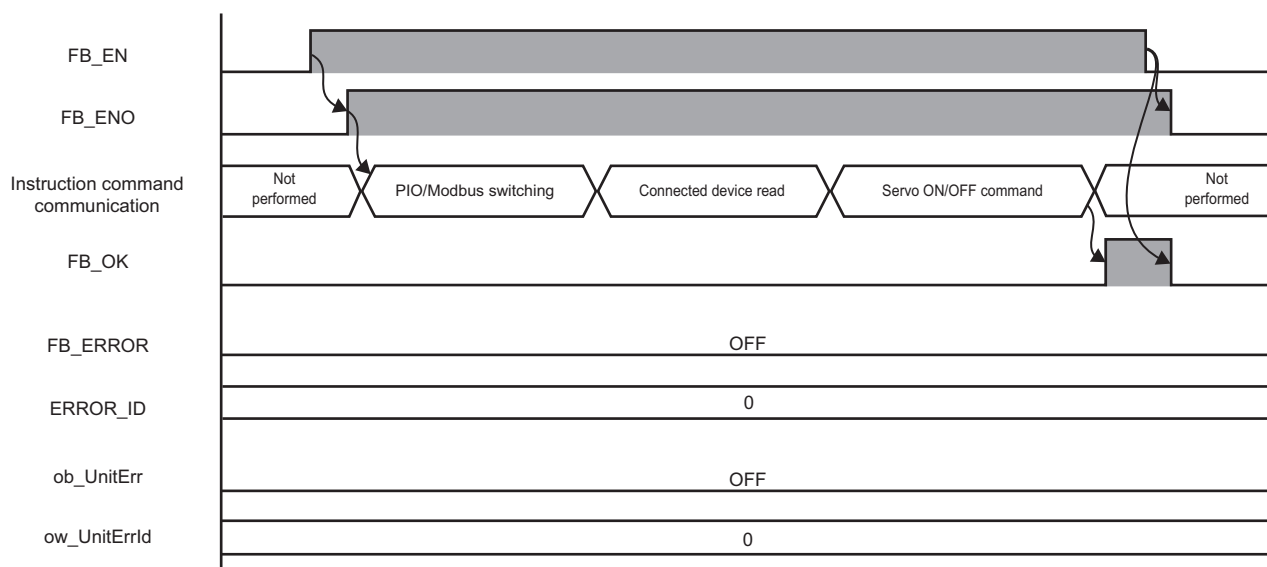 FB_EN
FB_ENO
Instruction command
communication
Not
performed
PIO/Modbus switching
Connected device read
Servo ON/OFF command
Not
performed
FB_OK
FB_ERROR
OFF
ERROR_ID
0
ob_UnitErr
OFF
ow_UnitErrId
0